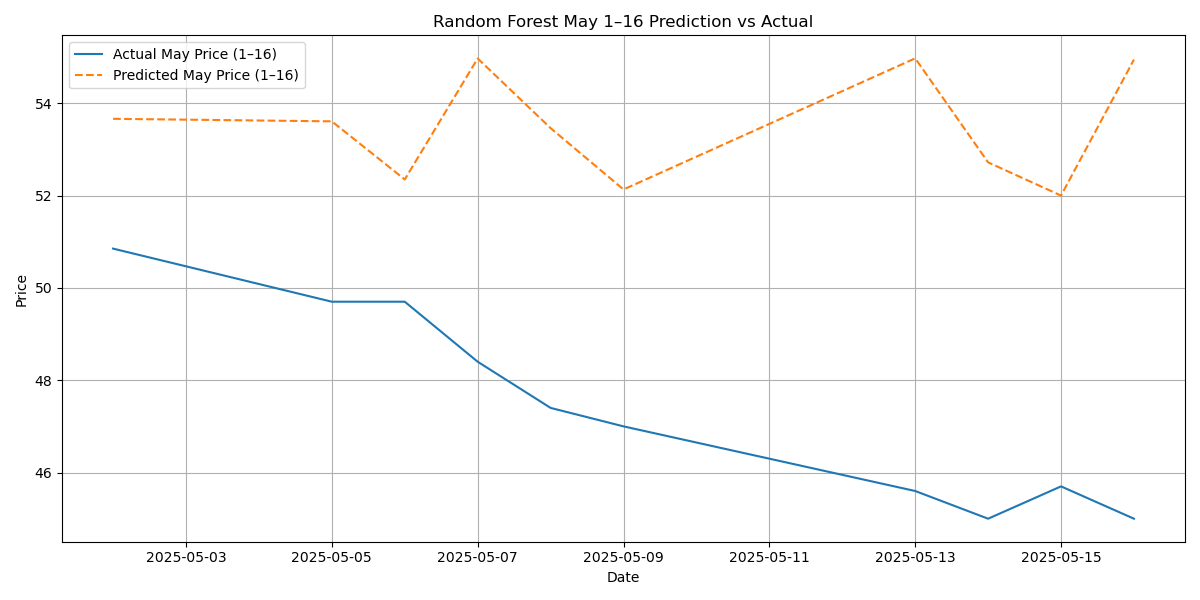 Random Forest May 1–16 Prediction vs Actual
Actual May Price (1–16)
Predicted May Price (1–16)
54
52
50
48
46
Price
2025-05-03
2025-05-05
2025-05-07
2025-05-09
2025-05-11
2025-05-13
2025-05-15
Date